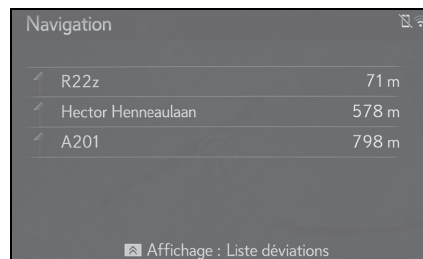 Navigation
R22z 71 m
Hector Henneaulaan 578 m
A201 798 m
Affichage : Liste déviations